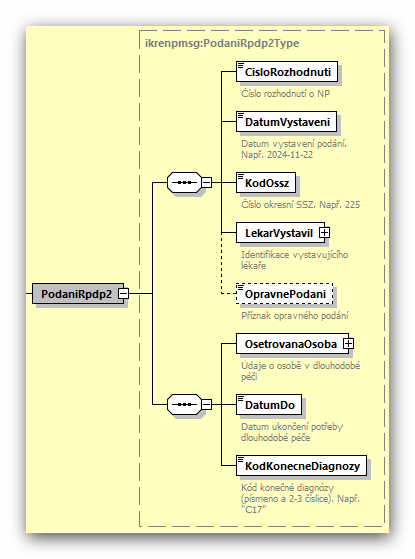 ikrenpmsg:PodaniRpdp2Type
CisloRozhodnuti
Číslo rozhodnutí o NP
DatumVystaveni
Datum vystavení podání.
Např. 2024-11-22
KodOssz
Číslo okresní SSZ. Např. 225
LekarVystavil
Identifikace vystavujícího
lékaře
OpravnePodani
Příznak opravného podání
PodaniRpdp2
OsetrovanaOsoba
Údaje o osobě v dlouhodobé
péči
DatumDo
Datum ukončení potřeby
dlouhodobé péče
KodKonecneDiagnozy
Kód konečné diagnózy
(písmeno a 2-3 číslice). Např.
"C17"